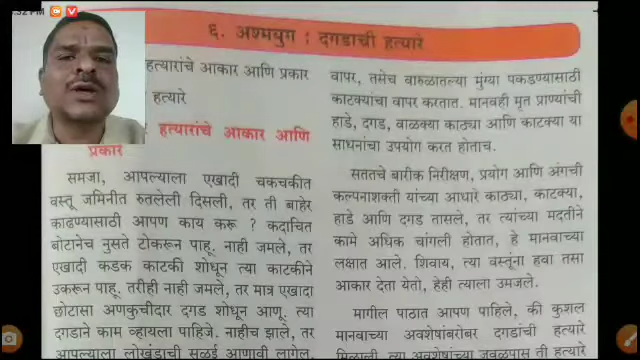 :32 PM
६. अश्मयुग : दगडाची हत्यारे
हत्यारांचे आकार आणि प्रकार
हत्यारे
हत्यारांचे आकार आणि
प्रकार
समजा, आपल्याला एखादी चकचकीत
वस्तू जमिनीत रुतलेली दिसली, तर ती बाहेर
काढण्यासाठी आपण काय करू ? कदाचित
बोटानेच नुसते टोकरून पाहू. नाही जमले, तर
एखादी कडक काटकी शोधून त्या काटकीने
उकरून पाहू. तरीही नाही जमले, तर मात्र एखादा
छोटासा अणकुचीदार दगड शोधून आणू. त्या
दगडाने काम व्हायला पाहिजे. नाहीच झाले, तर
आपल्याला लोखंडाची सळई आणावी लागेल.
वापर, तसेच वारुळातल्या मुंग्या पकडण्यासाठी
काटक्यांचा वापर करतात. मानवही मृत प्राण्यांची
हाडे, दगड, वाळक्या काठ्या आणि काटक्या या
साधनांचा उपयोग करत होताच.
सततचे बारीक निरीक्षण, प्रयोग आणि अंगची
कल्पनाशक्ती यांच्या आधारे काठ्या, काटक्या,
हाडे आणि दगड तासले, तर त्यांच्या मदतीने
कामे अधिक चांगली होतात, हे मानवाच्या
लक्षात आले. शिवाय, त्या वस्तूंना हवा तसा
आकार देता येतो, हेही त्याला उमजले.
मागील पाठात आपण पाहिले, की कुशल
मानवाच्या अवशेषांबरोबर दगडांची हत्यारे
मिळाली. त्या अवशेषांच्या जवळपास ती हत्यारे